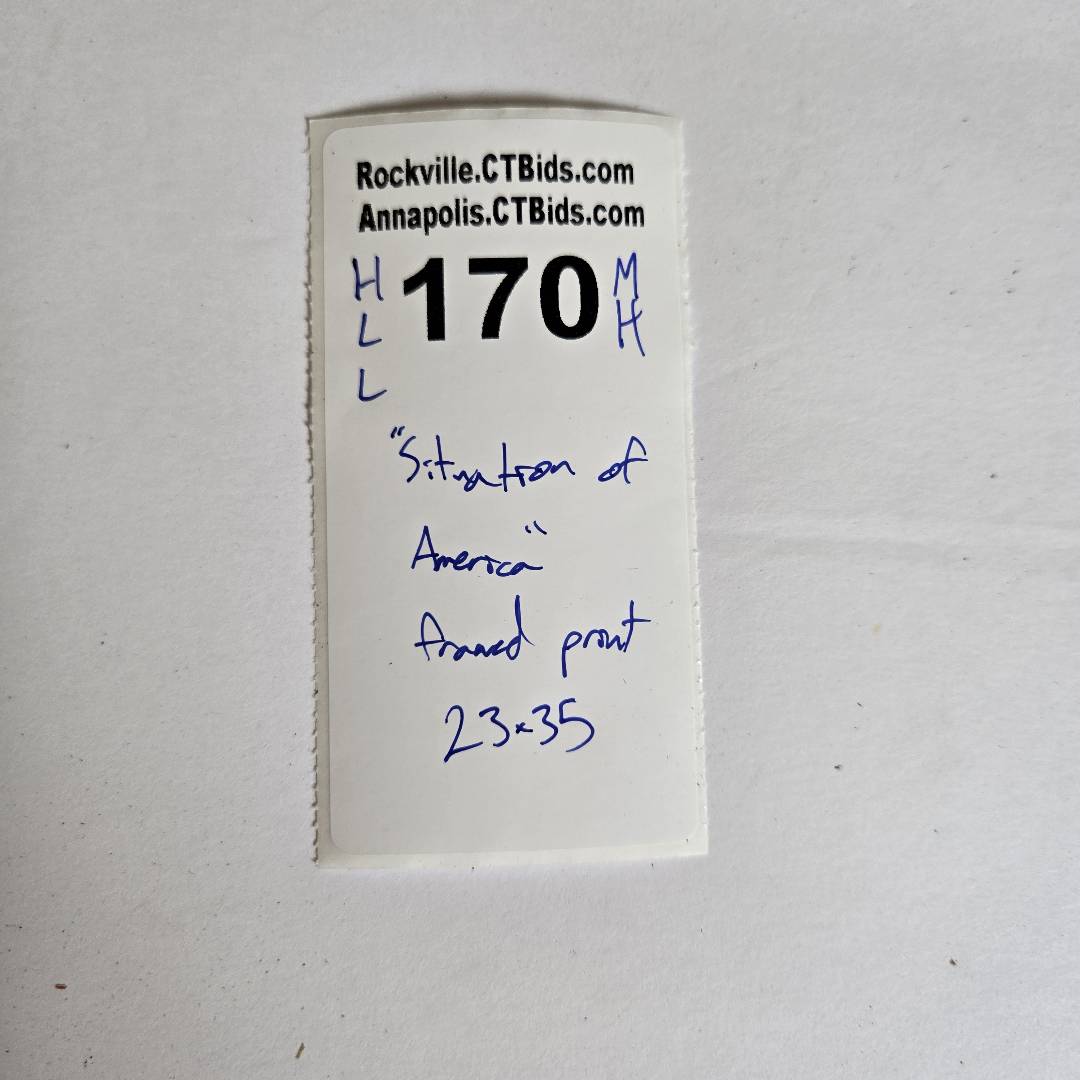 Rockville.CTBids.com
Annapolis.CTBids.com
H 170 M
L H
L
"Situation of
America"
framed print
23x35